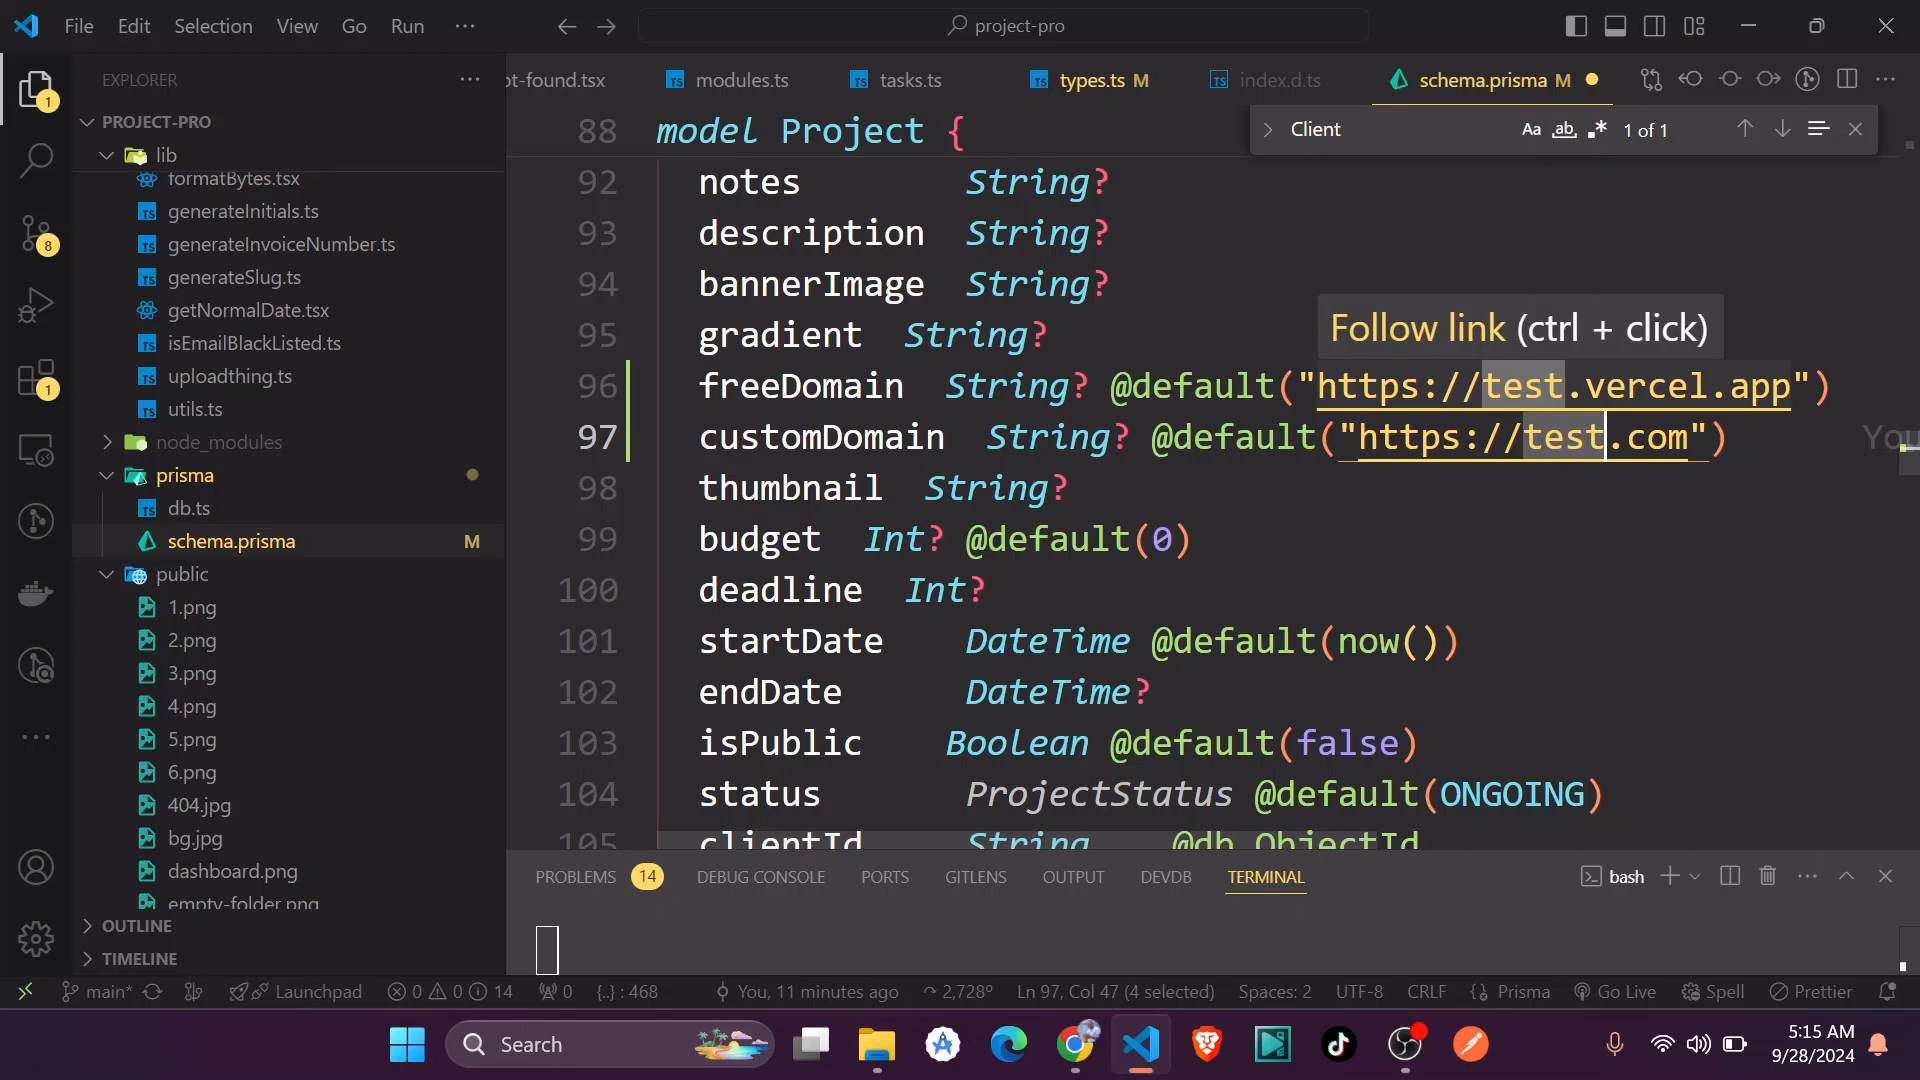 File Edit Selection View Go Run ···
project-pro
EXPLORER
PROJECT-PRO
lib
formatBytes.tsx
generateInitials.ts
generateInvoiceNumber.ts
generateSlug.ts
getNormalDate.tsx
isEmailBlackListed.ts
uploadthing.ts
utils.ts
node_modules
prisma
db.ts
schema.prisma M
public
1.png
2.png
3.png
4.png
5.png
6.png
404.jpg
bg.jpg
dashboard.png
empty-folder.png
OUTLINE
TIMELINE
1
8
1
ot-found.tsx modules.ts tasks.ts types.ts M index.d.ts schema.prisma M
Client Aa ab 1 of 1
88 model Project {
92 notes String?
93 description String?
94 bannerImage String?
95 gradient String?
Follow link (ctrl + click)
96 freeDomain String? @default("https://test.vercel.app")
97 customDomain String? @default("https://test.com") You
98 thumbnail String?
99 budget Int? @default(0)
100 deadline Int?
101 startDate DateTime @default(now())
102 endDate DateTime?
103 isPublic Boolean @default(false)
104 status ProjectStatus @default(ONGOING)
105 clientId String @db.ObjectId
PROBLEMS 14 DEBUG CONSOLE PORTS GITLENS OUTPUT DEVDB TERMINAL bash
main* Launchpad 0 0 14 0 {..} : 468 You, 11 minutes ago 2,728º Ln 97, Col 47 (4 selected) Spaces: 2 UTF-8 CRLF Prisma Go Live Spell Prettier
Search
5:15 AM
9/28/2024